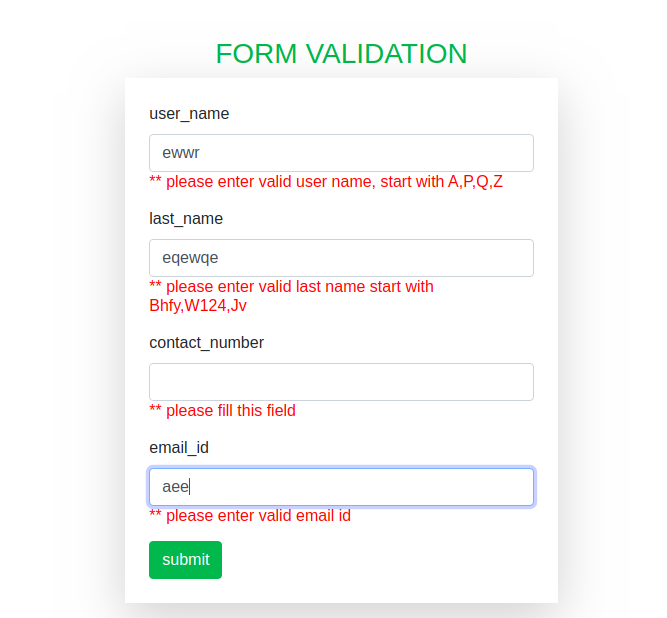 FORM VALIDATION
user_name
ewwr
** please enter valid user name, start with A,P,Q,Z
last_name
eqewqe
** please enter valid last name start with
Bhfy,W124,Jv
contact_number
** please fill this field
email_id
aee
** please enter valid email id
submit